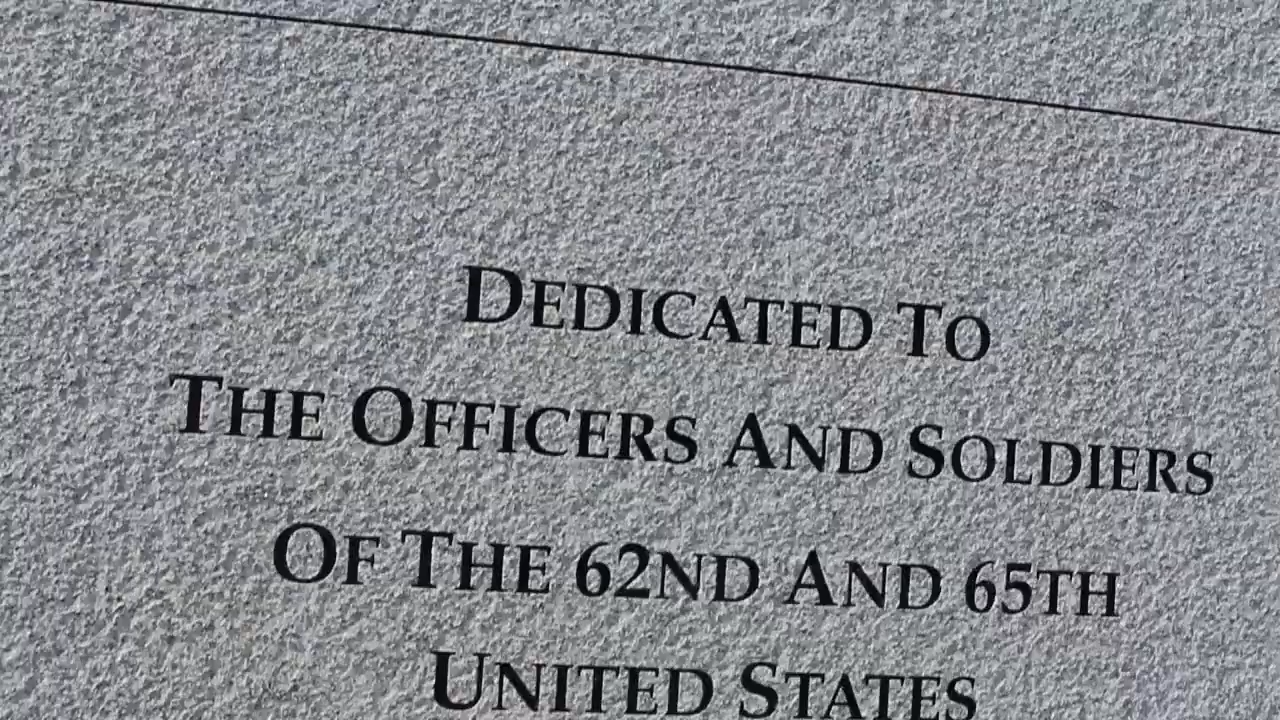 DEDICATED TO
THE OFFICERS AND SOLDIERS
OF THE 62ND AND 65TH
UNITED STATES